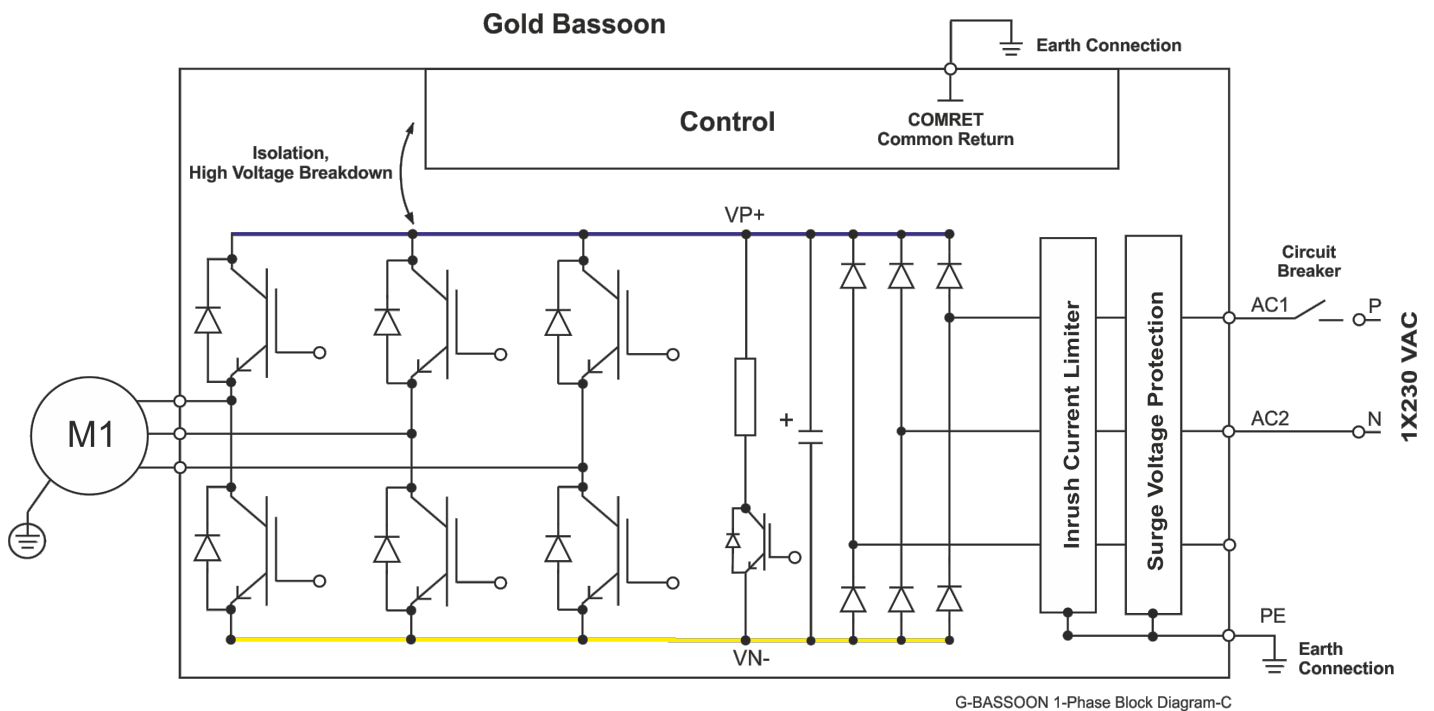 Gold Bassoon
Earth Connection
Control
COMRET
Common Return
Isolation,
High Voltage Breakdown
VP+
Circuit
Breaker
AC1
P
Inrush Current Limiter
Surge Voltage Protection
1X230 VAC
M1
+
AC2
N
PE
VN-
Earth
Connection
G-BASSOON 1-Phase Block Diagram-C